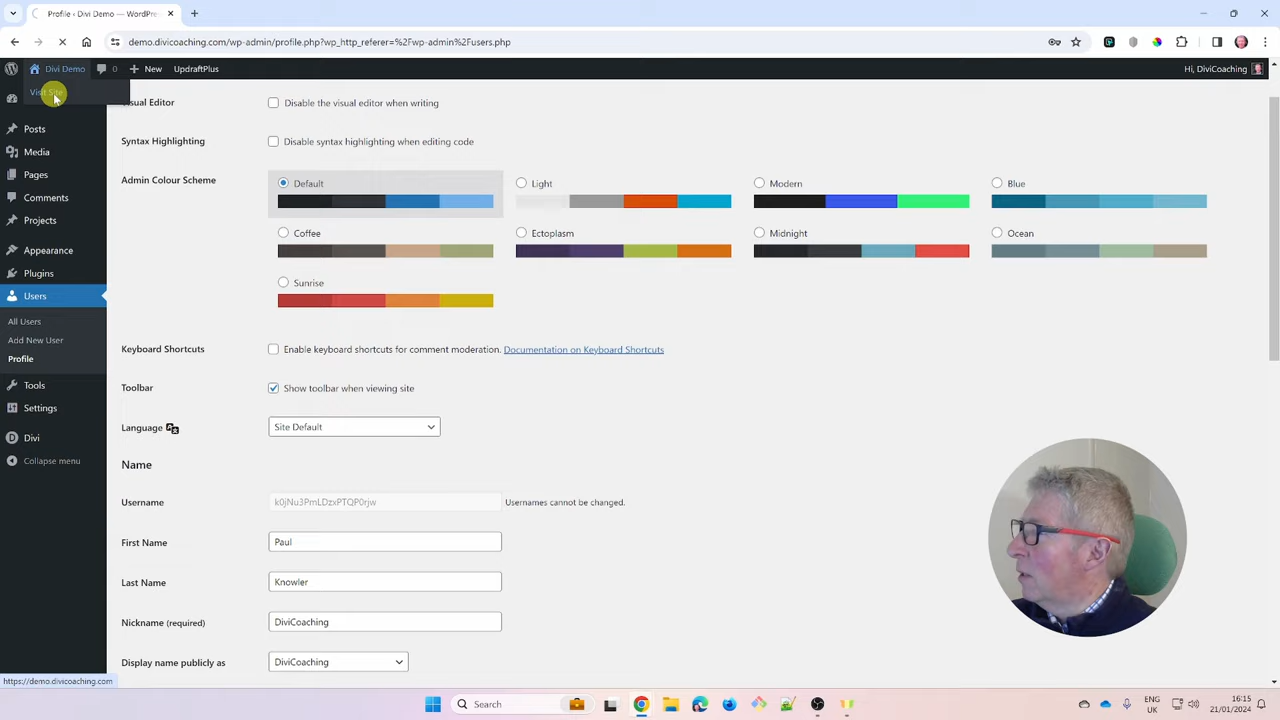 Profile ‹ Divi Demo — WordPres
demo.divicoaching.com/wp-admin/profile.php?wp_http_referer=%2Fwp-admin%2Fusers.php
Divi Demo 0 New UpdraftPlus Hi, DiviCoaching
Visit Site
Visual Editor Disable the visual editor when writing
Posts
Syntax Highlighting Disable syntax highlighting when editing code
Media
Pages
Admin Colour Scheme Default Light Modern Blue
Comments
Projects
Coffee Ectoplasm Midnight Ocean
Appearance
Plugins
Sunrise
Users
All Users
Add New User
Keyboard Shortcuts Enable keyboard shortcuts for comment moderation. Documentation on Keyboard Shortcuts
Profile
Tools
Toolbar Show toolbar when viewing site
Settings
Language Site Default
Divi
Collapse menu
Name
Username k0jNu3PmLDzxPTQP0rjw Usernames cannot be changed.
First Name Paul
Last Name Knowler
Nickname (required) DiviCoaching
Display name publicly as DiviCoaching
https://demo.divicoaching.com
Search
ENG
UK
16:15
21/01/2024